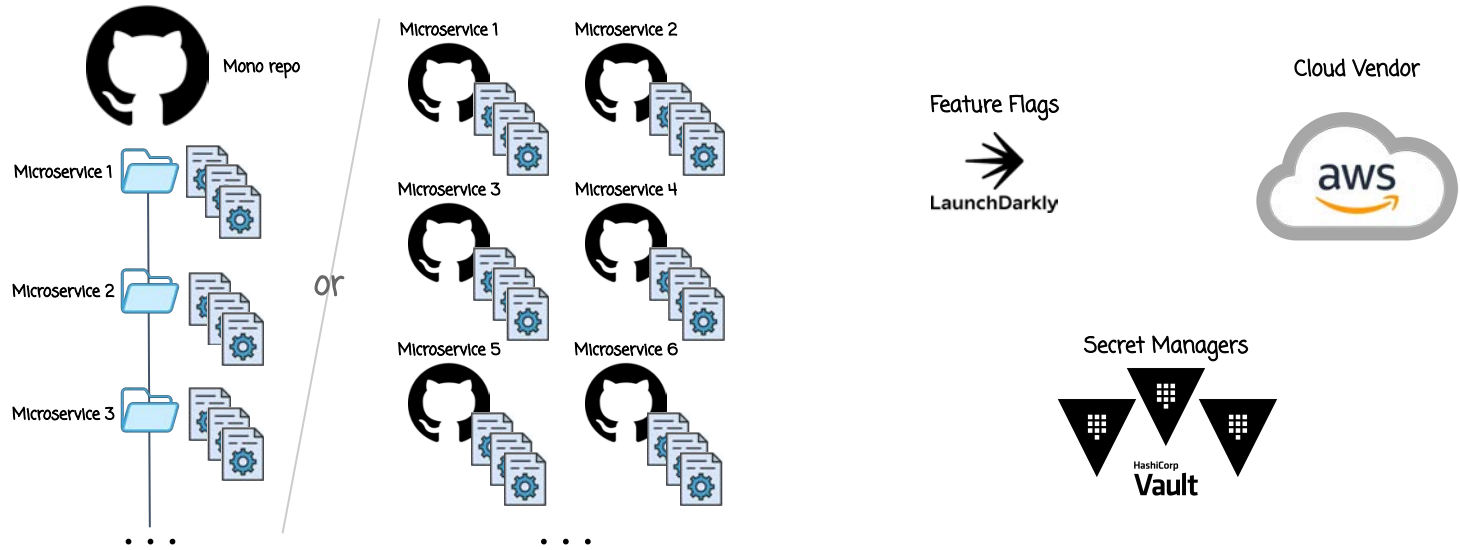 Mono repo
Microservice 1
Microservice 2
Microservice 3
. . .
or
Microservice 1
Microservice 2
Microservice 3
Microservice 4
Microservice 5
Microservice 6
. . .
Feature Flags
LaunchDarkly
Cloud Vendor
aws
Secret Managers
HashiCorp
Vault